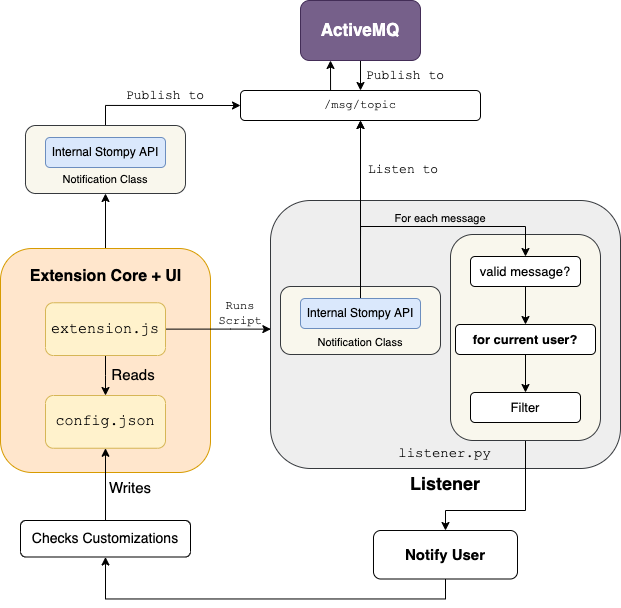 ActiveMQ
Publish to
Publish to
/msg/topic
Internal Stompy API
Notification Class
Listen to
For each message
Extension Core + UI
valid message?
Runs
Script
Internal Stompy API
Notification Class
extension.js
for current user?
Reads
config.json
Filter
listener.py
Listener
Writes
Checks Customizations
Notify User